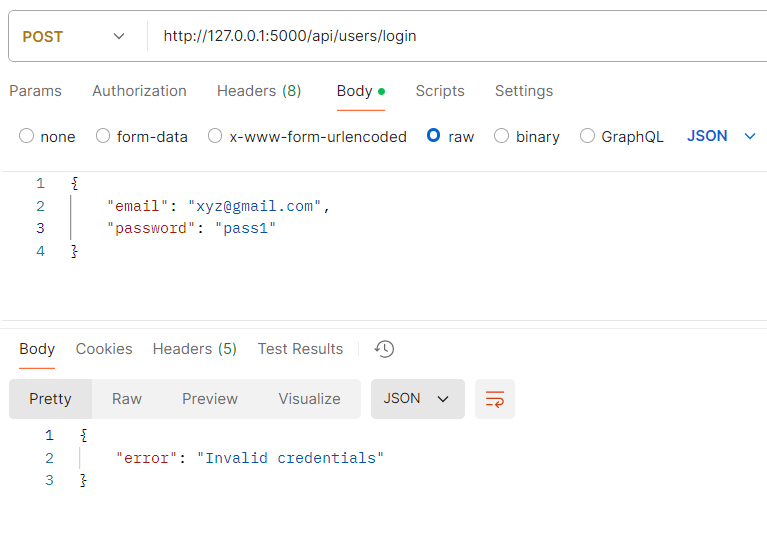 POST http://127.0.0.1:5000/api/users/login
Params Authorization Headers (8) Body Scripts Settings
none form-data x-www-form-urlencoded raw binary GraphQL JSON
1 {
2 "email": "xyz@gmail.com",
3 "password": "pass1"
4 }
Body Cookies Headers (5) Test Results
Pretty Raw Preview Visualize JSON
1 {
2 "error": "Invalid credentials"
3 }